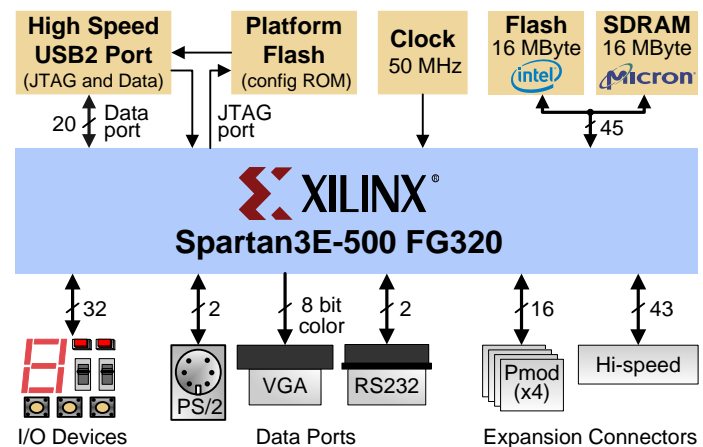 High Speed
USB2 Port
(JTAG and Data)
Platform
Flash
(config ROM)
Clock
50 MHz
Flash
16 MByte
intel
SDRAM
16 MByte
Micron
20
Data
port
JTAG
port
45
XILINX®
Spartan3E-500 FG320
32
2
8 bit
color
2
16
43
PS/2
VGA
RS232
Pmod
(x4)
Hi-speed
I/O Devices
Data Ports
Expansion Connectors